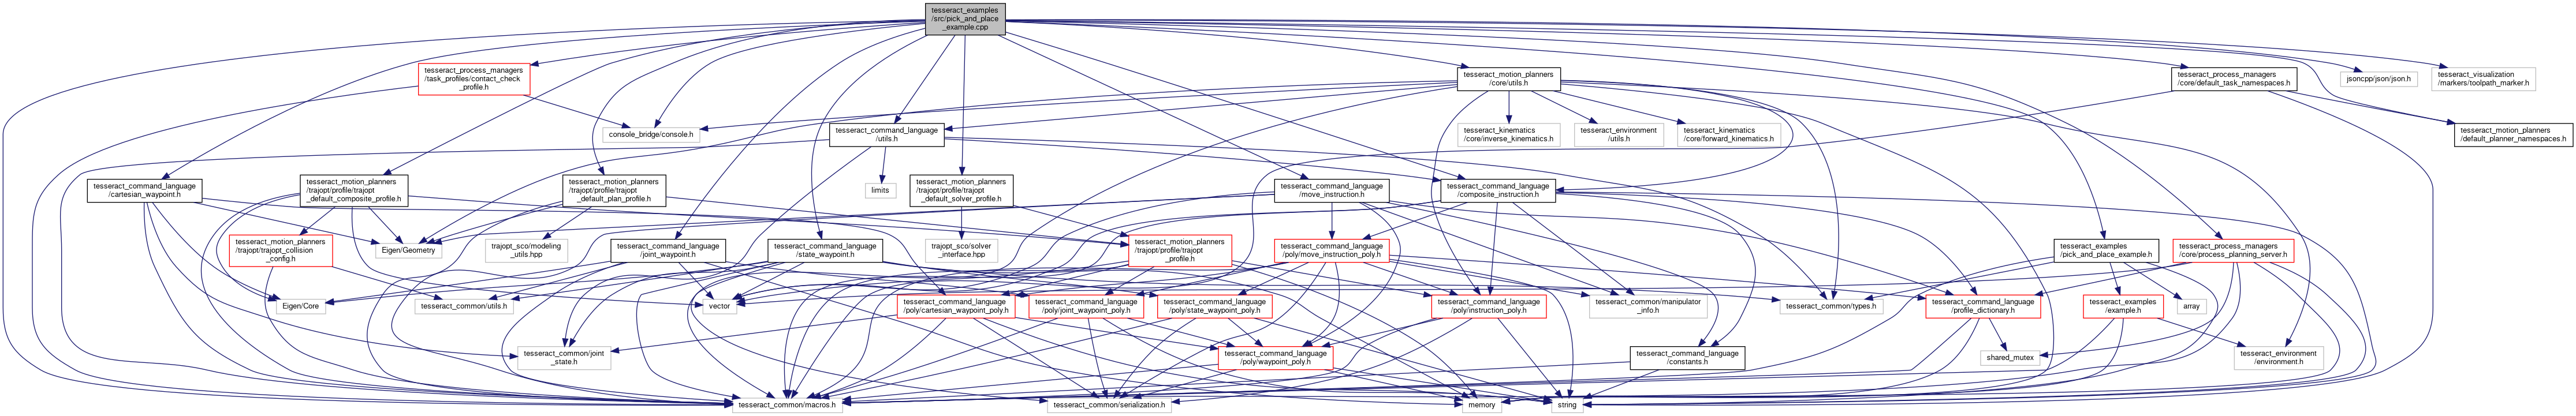 tesseract_examples
/src/pick_and_place
_example.cpp
tesseract_process_managers
/task_profiles/contact_check
_profile.h
tesseract_motion_planners
/core/utils.h
tesseract_process_managers
/core/default_task_namespaces.h
jsoncpp/json/json.h
tesseract_visualization
/markers/toolpath_marker.h
console_bridge/console.h
tesseract_command_language
/utils.h
tesseract_kinematics
/core/inverse_kinematics.h
tesseract_environment
/utils.h
tesseract_kinematics
/core/forward_kinematics.h
tesseract_motion_planners
/default_planner_namespaces.h
tesseract_command_language
/cartesian_waypoint.h
tesseract_motion_planners
/trajopt/profile/trajopt
_default_composite_profile.h
tesseract_motion_planners
/trajopt/profile/trajopt
_default_plan_profile.h
limits
tesseract_motion_planners
/trajopt/profile/trajopt
_default_solver_profile.h
tesseract_command_language
/move_instruction.h
tesseract_command_language
/composite_instruction.h
tesseract_motion_planners
/trajopt/trajopt_collision
_config.h
Eigen/Geometry
trajopt_sco/modeling
_utils.hpp
tesseract_command_language
/joint_waypoint.h
tesseract_command_language
/state_waypoint.h
trajopt_sco/solver
_interface.hpp
tesseract_motion_planners
/trajopt/profile/trajopt
_profile.h
tesseract_command_language
/poly/move_instruction_poly.h
tesseract_examples
/pick_and_place_example.h
tesseract_process_managers
/core/process_planning_server.h
Eigen/Core
tesseract_common/utils.h
vector
tesseract_command_language
/poly/cartesian_waypoint_poly.h
tesseract_command_language
/poly/joint_waypoint_poly.h
tesseract_command_language
/poly/state_waypoint_poly.h
tesseract_command_language
/poly/instruction_poly.h
tesseract_common/manipulator
_info.h
tesseract_common/types.h
tesseract_command_language
/profile_dictionary.h
tesseract_examples
/example.h
array
tesseract_common/joint
_state.h
tesseract_command_language
/poly/waypoint_poly.h
tesseract_command_language
/constants.h
shared_mutex
tesseract_environment
/environment.h
tesseract_common/macros.h
tesseract_common/serialization.h
memory
string